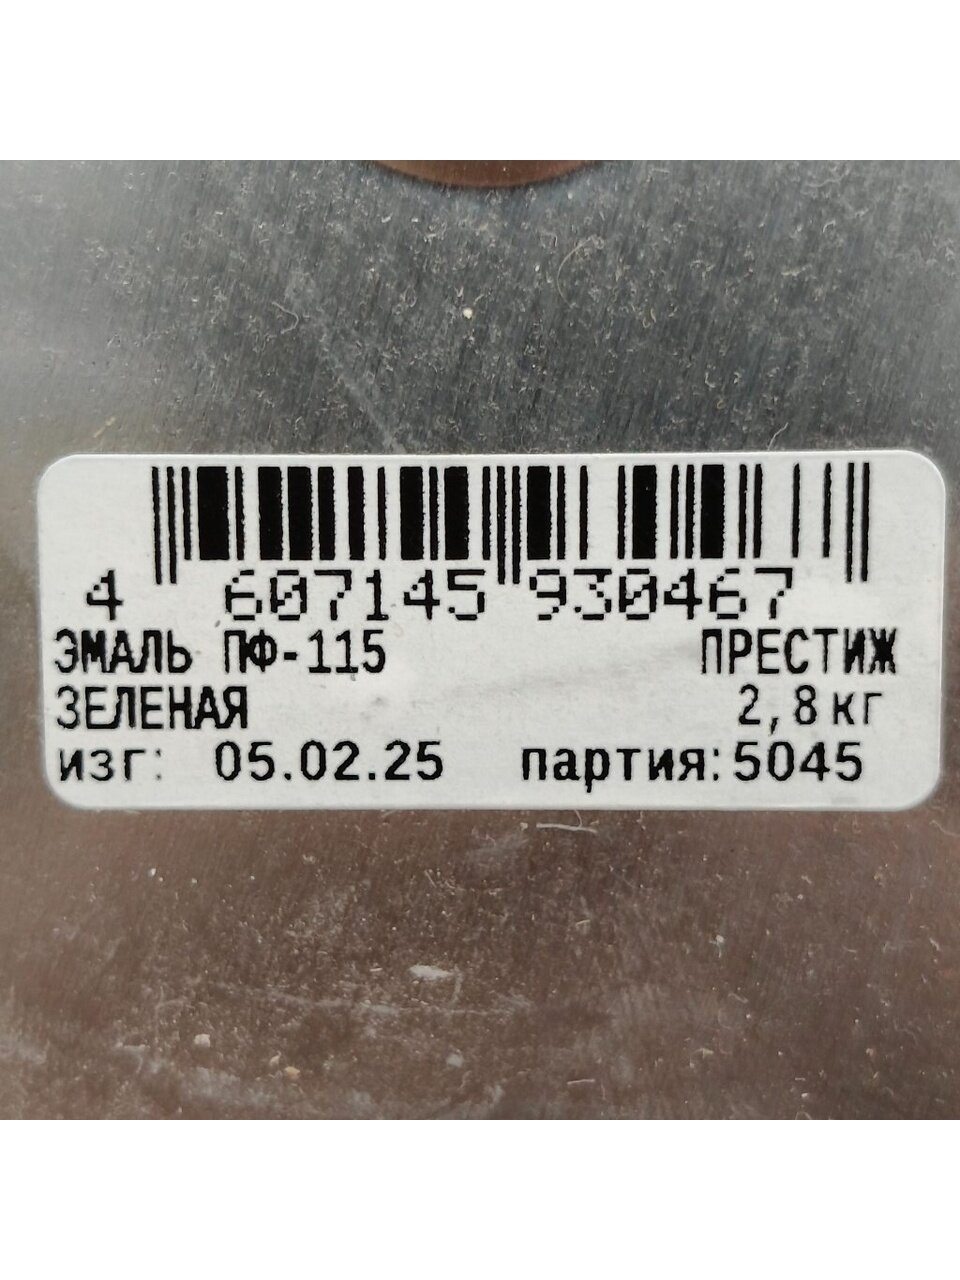 4 607145 930467
ЭМАЛЬ ПФ-115 ПРЕСТИЖ
ЗЕЛЕНАЯ 2,8кг
изг: 05.02.25 партия:5045